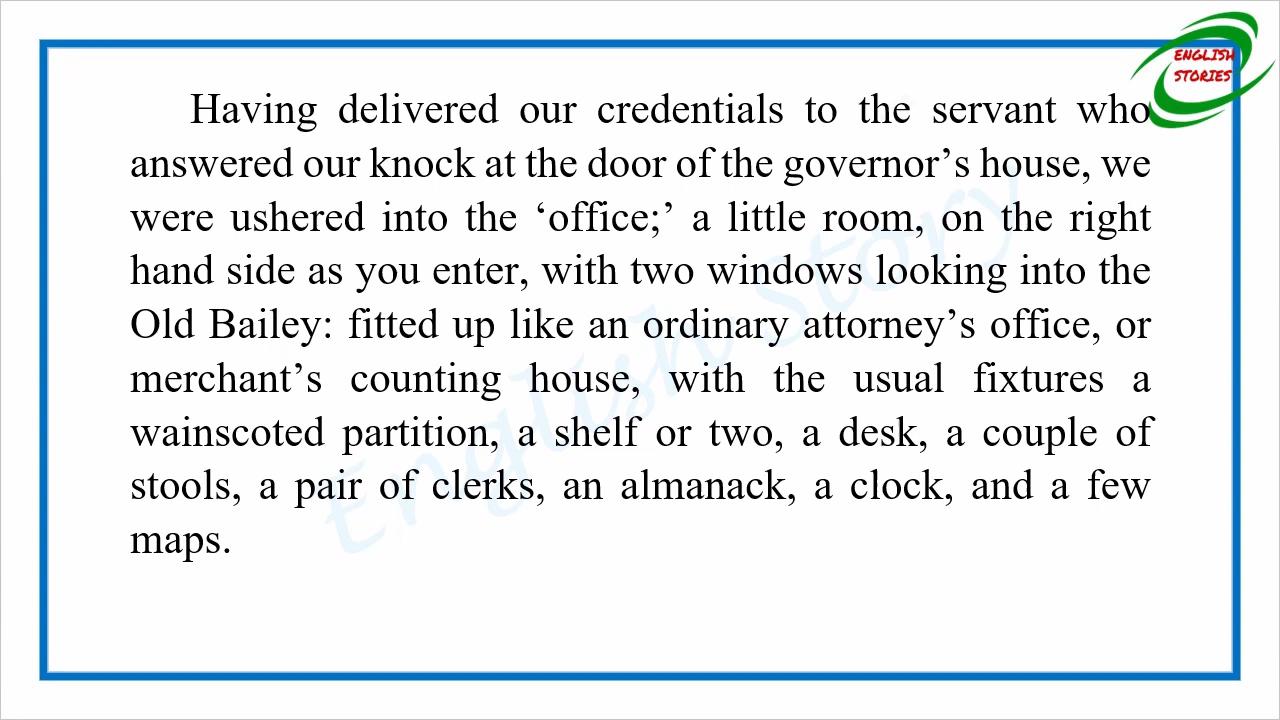 ENGLISH
STORIES
Having delivered our credentials to the servant who
answered our knock at the door of the governor’s house, we
were ushered into the ‘office;’ a little room, on the right
hand side as you enter, with two windows looking into the
Old Bailey: fitted up like an ordinary attorney’s office, or
merchant’s counting house, with the usual fixtures a
wainscoted partition, a shelf or two, a desk, a couple of
stools, a pair of clerks, an almanack, a clock, and a few
maps.
English Story